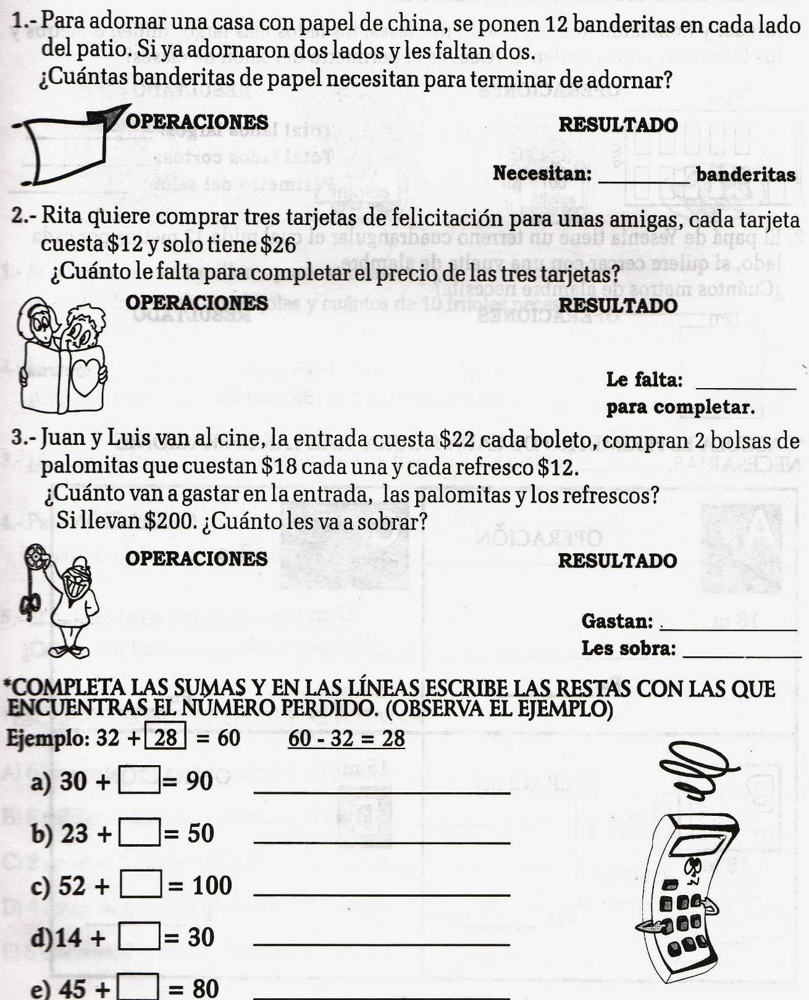 1.- Para adornar una casa con papel de china, se ponen 12 banderitas en cada lado
del patio. Si ya adornaron dos lados y les faltan dos.
¿Cuántas banderitas de papel necesitan para terminar de adornar?
OPERACIONES RESULTADO
Necesitan: ________ banderitas
2.- Rita quiere comprar tres tarjetas de felicitación para unas amigas, cada tarjeta
cuesta $12 y solo tiene $26
¿Cuánto le falta para completar el precio de las tres tarjetas?
OPERACIONES RESULTADO
Le falta: ________
para completar.
3.- Juan y Luis van al cine, la entrada cuesta $22 cada boleto, compran 2 bolsas de
palomitas que cuestan $18 cada una y cada refresco $12.
¿Cuánto van a gastar en la entrada, las palomitas y los refrescos?
Si llevan $200. ¿Cuánto les va a sobrar?
OPERACIONES RESULTADO
Gastan: ________
Les sobra: ________
*COMPLETA LAS SUMAS Y EN LAS LÍNEAS ESCRIBE LAS RESTAS CON LAS QUE
ENCUENTRAS EL NÚMERO PERDIDO. (OBSERVA EL EJEMPLO)
Ejemplo: 32 + 28 = 60 60 - 32 = 28
a) 30 + □ = 90 ________
b) 23 + □ = 50 ________
c) 52 + □ = 100 ________
d) 14 + □ = 30 ________
e) 45 + □ = 80 ________